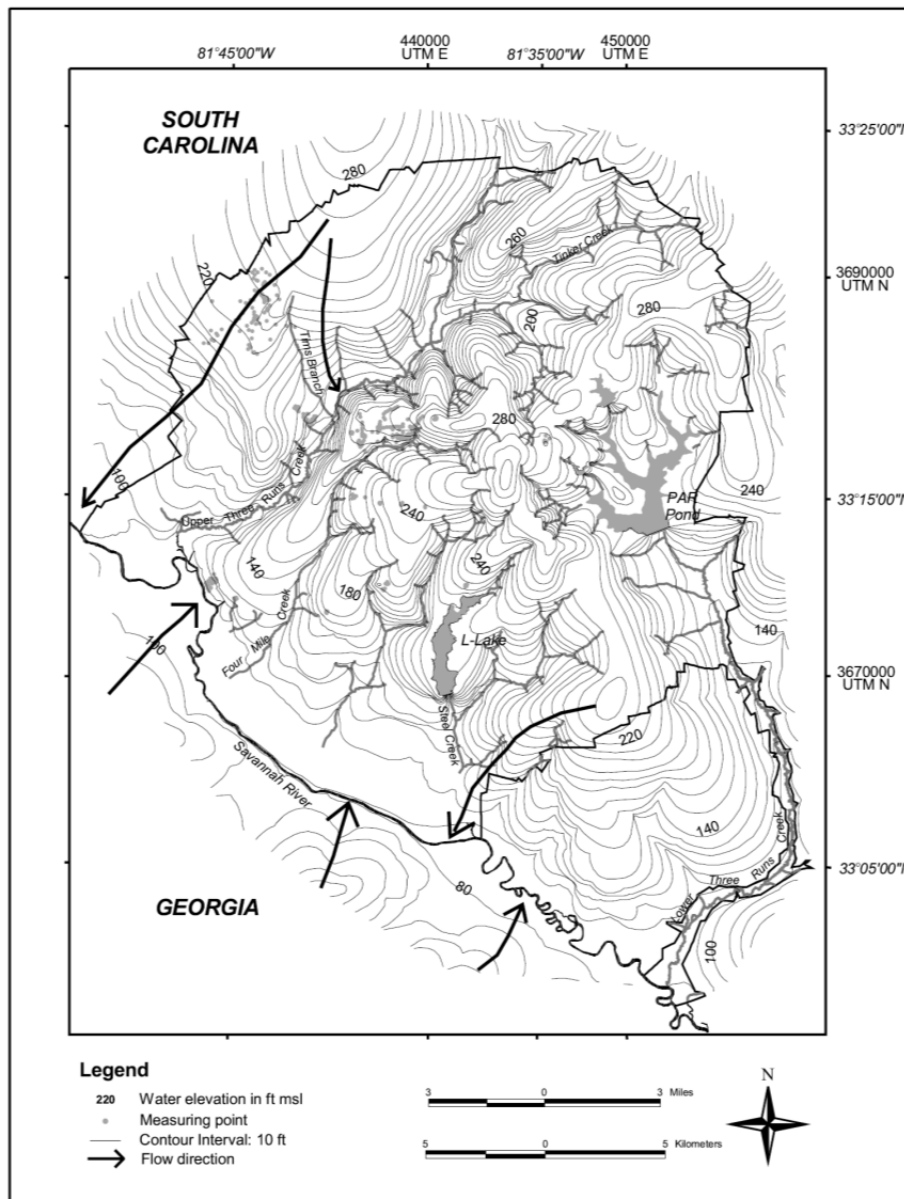 440000
UTM E
450000
UTM E
81°45'00"W
81°35'00"W
SOUTH
CAROLINA
33°25'00"N
280
260
Tinker Creek
220
3690000
UTM N
280
200
Tims Branch
280
100
Creek
Runs
Three
Upper
240
PAR
Pond
33°15'00"N
240
140
240
180
Creek
Mile
Four
L-Lake
140
100
3670000
UTM N
Steel Creek
220
Savannah River
140
Creek
Runs
Three
Lower
33°05'00"N
80
GEORGIA
100
Legend
220 Water elevation in ft msl
Measuring point
Contour Interval: 10 ft
Flow direction
3 0 3 Miles
5 0 5 Kilometers
N